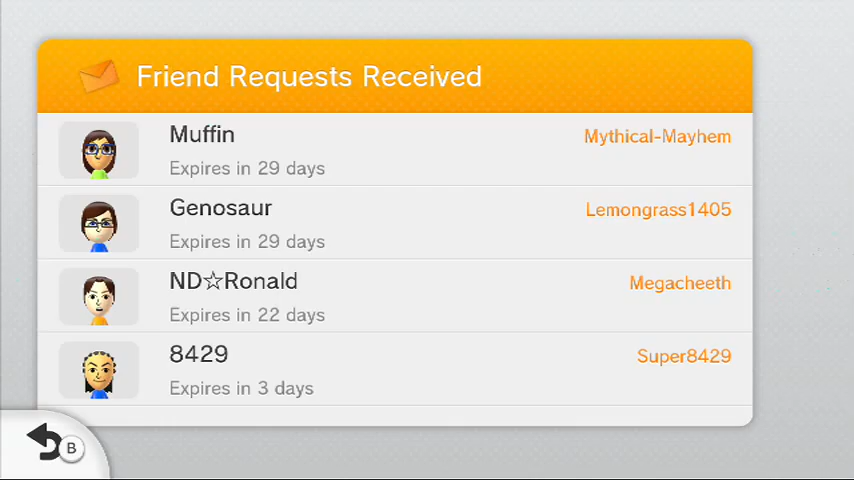 Friend Requests Received
Muffin
Mythical-Mayhem
Expires in 29 days
Genosaur
Lemongrass1405
Expires in 29 days
ND☆Ronald
Megacheeth
Expires in 22 days
8429
Super8429
Expires in 3 days
B